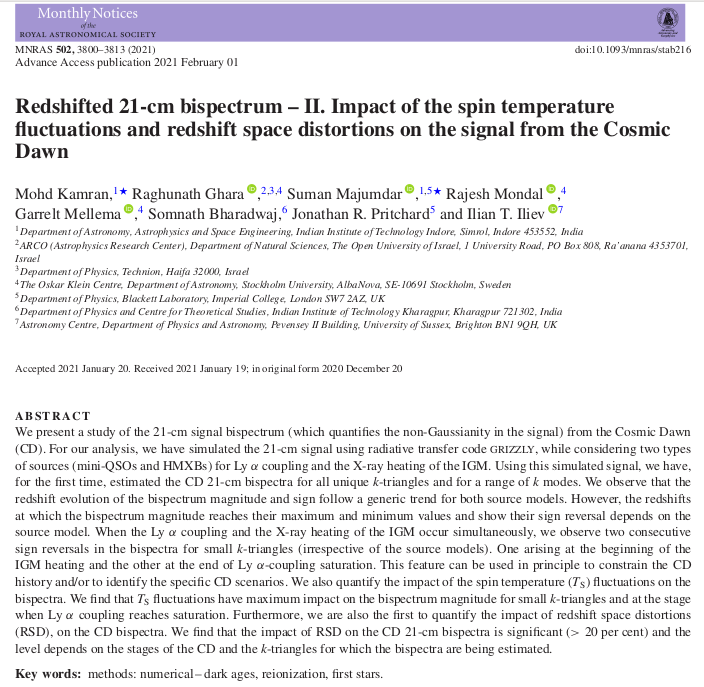 Monthly Notices
of the
ROYAL ASTRONOMICAL SOCIETY
MNRAS 502, 3800–3813 (2021)
doi:10.1093/mnras/stab216
Advance Access publication 2021 February 01
Redshifted 21-cm bispectrum – II. Impact of the spin temperature
fluctuations and redshift space distortions on the signal from the Cosmic
Dawn
Mohd Kamran,1★ Raghunath Ghara iD,2,3,4 Suman Majumdar iD,1,5★ Rajesh Mondal iD,4
Garrelt Mellema iD,4 Somnath Bharadwaj,6 Jonathan R. Pritchard5 and Ilian T. Iliev iD7
1Department of Astronomy, Astrophysics and Space Engineering, Indian Institute of Technology Indore, Simrol, Indore 453552, India
2ARCO (Astrophysics Research Center), Department of Natural Sciences, The Open University of Israel, 1 University Road, PO Box 808, Ra'anana 4353701,
Israel
3Department of Physics, Technion, Haifa 32000, Israel
4The Oskar Klein Centre, Department of Astronomy, Stockholm University, AlbaNova, SE-10691 Stockholm, Sweden
5Department of Physics, Blackett Laboratory, Imperial College, London SW7 2AZ, UK
6Department of Physics and Centre for Theoretical Studies, Indian Institute of Technology Kharagpur, Kharagpur 721302, India
7Astronomy Centre, Department of Physics and Astronomy, Pevensey II Building, University of Sussex, Brighton BN1 9QH, UK
Accepted 2021 January 20. Received 2021 January 19; in original form 2020 December 20
ABSTRACT
We present a study of the 21-cm signal bispectrum (which quantifies the non-Gaussianity in the signal) from the Cosmic Dawn
(CD). For our analysis, we have simulated the 21-cm signal using radiative transfer code GRIZZLY, while considering two types
of sources (mini-QSOs and HMXBs) for Ly α coupling and the X-ray heating of the IGM. Using this simulated signal, we have,
for the first time, estimated the CD 21-cm bispectra for all unique k-triangles and for a range of k modes. We observe that the
redshift evolution of the bispectrum magnitude and sign follow a generic trend for both source models. However, the redshifts
at which the bispectrum magnitude reaches their maximum and minimum values and show their sign reversal depends on the
source model. When the Ly α coupling and the X-ray heating of the IGM occur simultaneously, we observe two consecutive
sign reversals in the bispectra for small k-triangles (irrespective of the source models). One arising at the beginning of the
IGM heating and the other at the end of Ly α-coupling saturation. This feature can be used in principle to constrain the CD
history and/or to identify the specific CD scenarios. We also quantify the impact of the spin temperature (TS) fluctuations on the
bispectra. We find that TS fluctuations have maximum impact on the bispectrum magnitude for small k-triangles and at the stage
when Ly α coupling reaches saturation. Furthermore, we are also the first to quantify the impact of redshift space distortions
(RSD), on the CD bispectra. We find that the impact of RSD on the CD 21-cm bispectra is significant (> 20 per cent) and the
level depends on the stages of the CD and the k-triangles for which the bispectra are being estimated.
Key words: methods: numerical – dark ages, reionization, first stars.